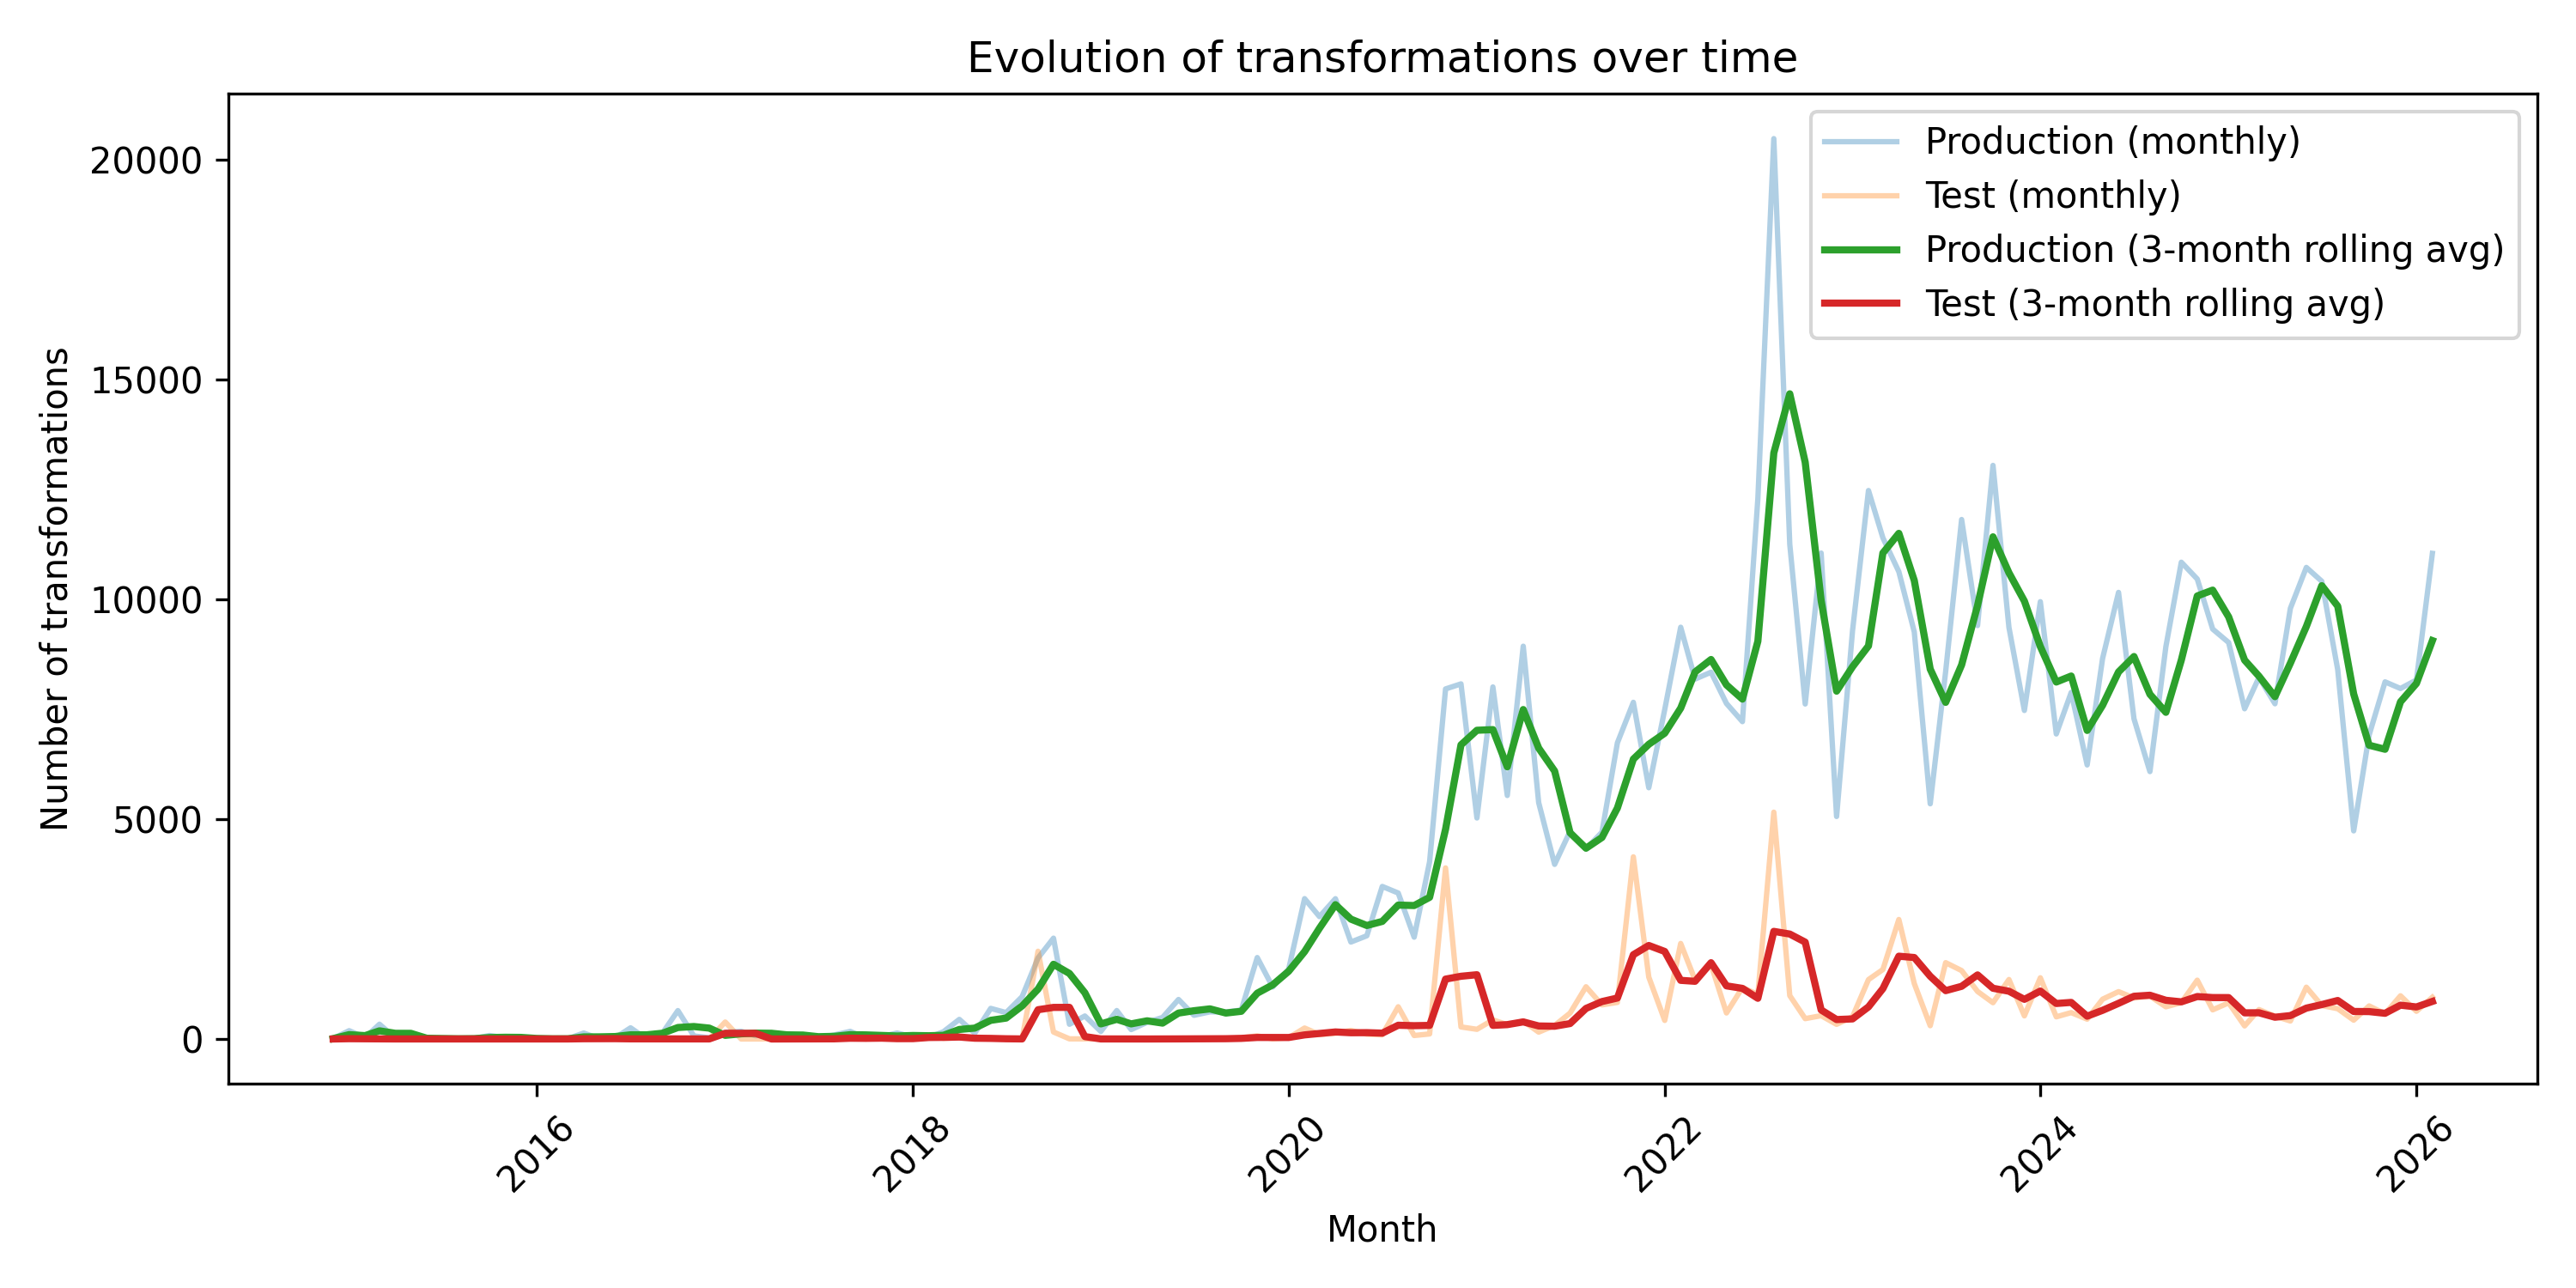 Evolution of transformations over time
Production (monthly)
Test (monthly)
Production (3-month rolling avg)
Test (3-month rolling avg)
Number of transformations
20000
15000
10000
5000
0
2016
2018
2020
2022
2024
2026
Month